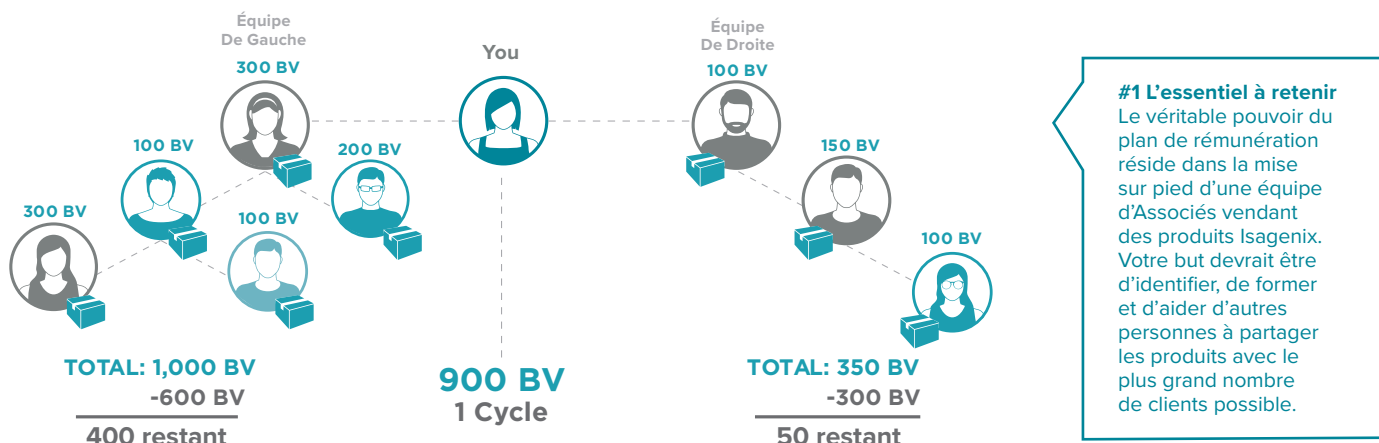 Équipe
De Gauche
300 BV
You
Équipe
De Droite
100 BV
100 BV
200 BV
150 BV
300 BV
100 BV
100 BV
TOTAL: 1,000 BV
-600 BV
400 restant
900 BV
1 Cycle
TOTAL: 350 BV
-300 BV
50 restant
#1 L’essentiel à retenir
Le véritable pouvoir du
plan de rémunération
réside dans la mise
sur pied d’une équipe
d’Associés vendant
des produits Isagenix.
Votre but devrait être
d’identifier, de former
et d’aider d’autres
personnes à partager
les produits avec le
plus grand nombre
de clients possible.